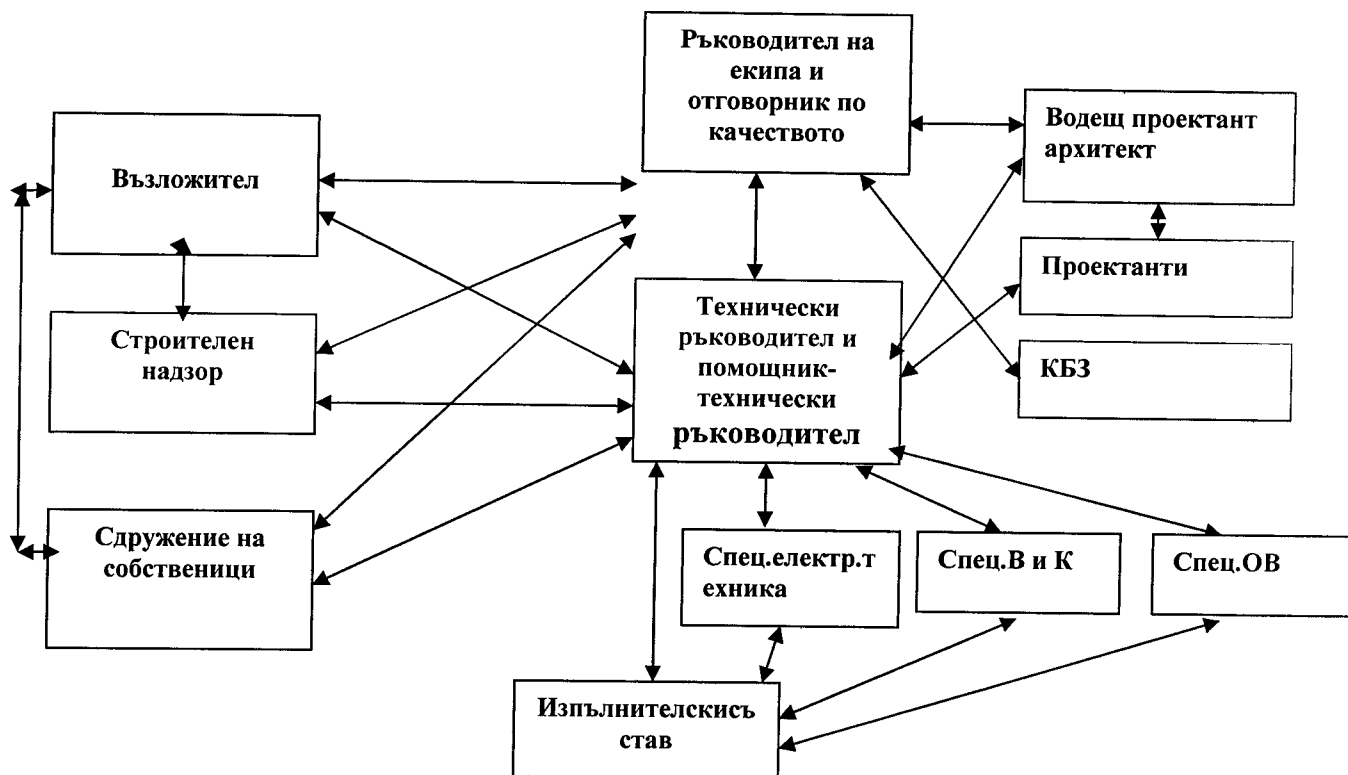 Ръководител на
екипа и
отговорник по
качеството
Водещ проектант
архитект
Възложител
Проектанти
Технически
ръководител и
помощник-
технически
ръководител
Строителен
надзор
КБЗ
Сдружение на
собственици
Спец.електр.т
ехника
Спец.В и К
Спец.ОВ
Изпълнителскисъ
став